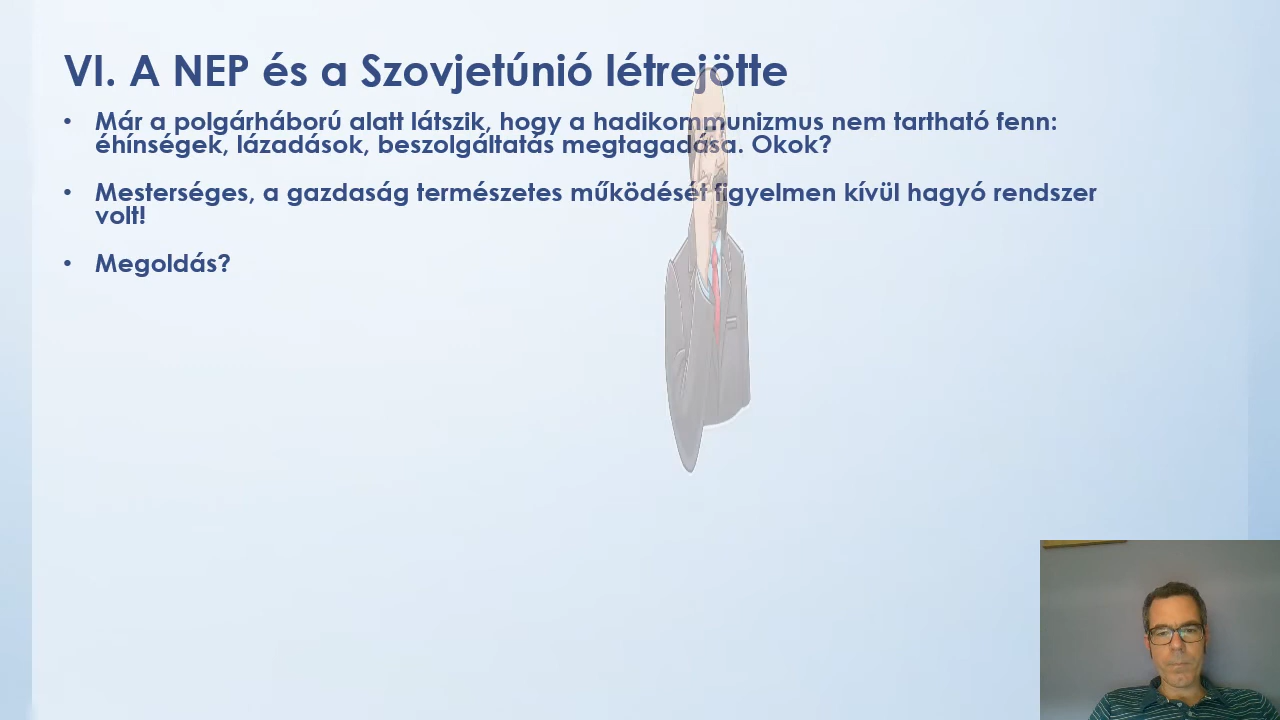 VI. A NEP és a Szovjetúnió létrejötte
• Már a polgárháború alatt látszik, hogy a hadikommunizmus nem tartható fenn:
éhínségek, lázadások, beszolgáltatás megtagadása. Okok?
• Mesterséges, a gazdaság természetes működését figyelmen kívül hagyó rendszer
volt!
• Megoldás?